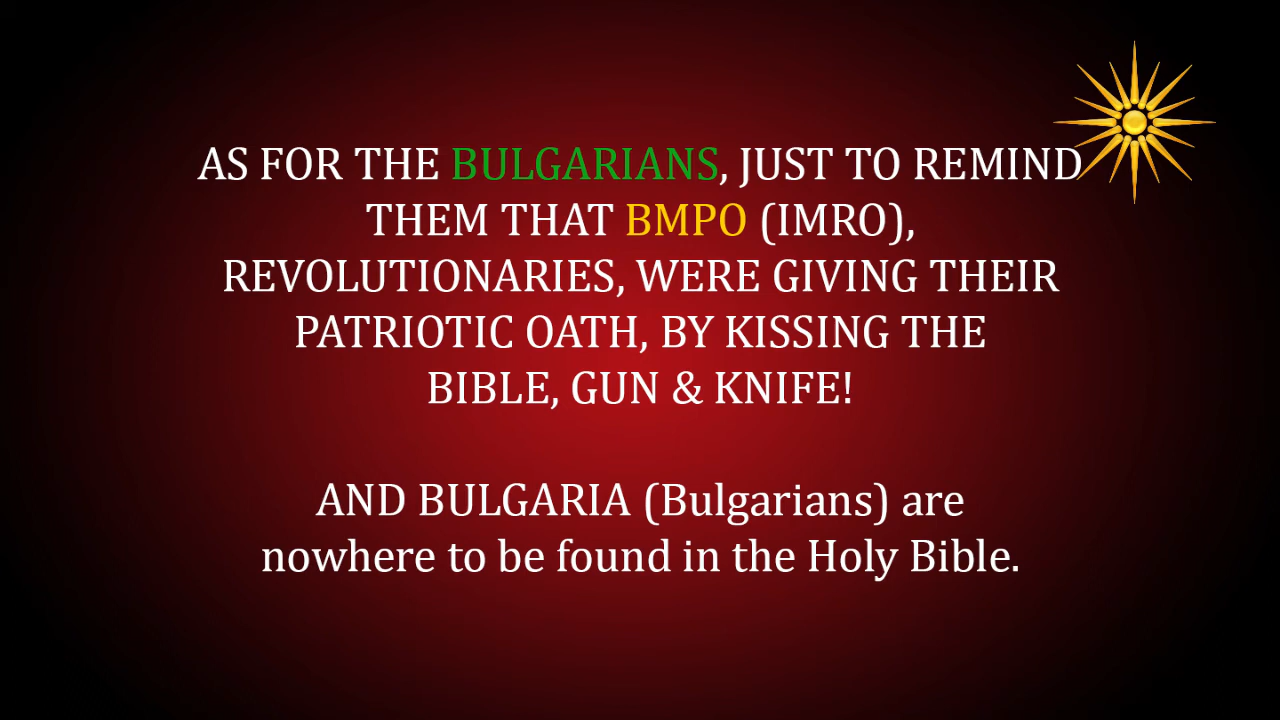 AS FOR THE BULGARIANS, JUST TO REMIND
THEM THAT BMPO (IMRO),
REVOLUTIONARIES, WERE GIVING THEIR
PATRIOTIC OATH, BY KISSING THE
BIBLE, GUN & KNIFE!
AND BULGARIA (Bulgarians) are
nowhere to be found in the Holy Bible.